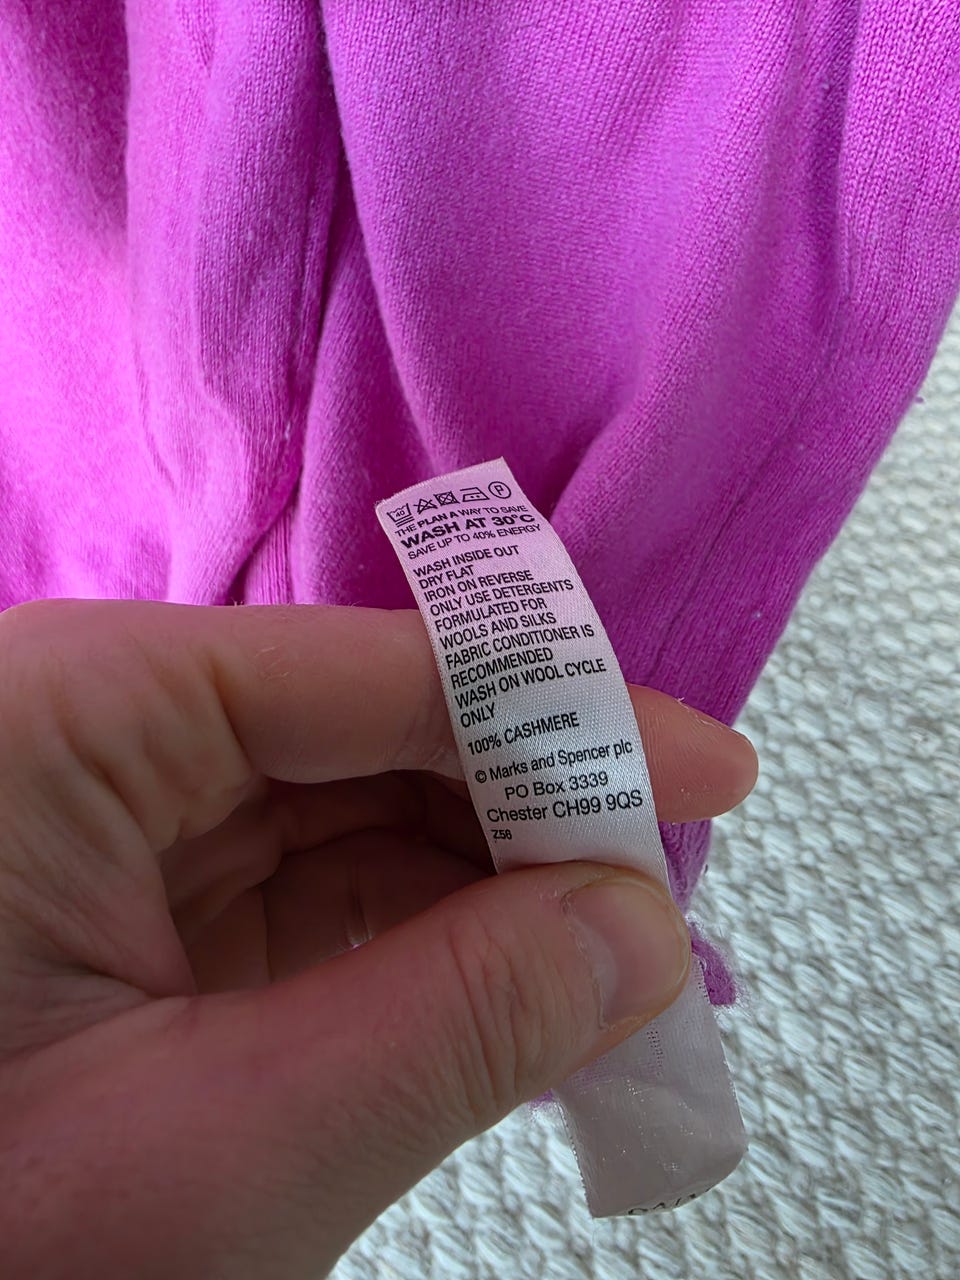 40 P
THE PLAN A WAY TO SAVE
WASH AT 30°C
SAVE UP TO 40% ENERGY
WASH INSIDE OUT
DRY FLAT
IRON ON REVERSE
ONLY USE DETERGENTS
FORMULATED FOR
WOOLS AND SILKS
FABRIC CONDITIONER IS
RECOMMENDED
WASH ON WOOL CYCLE
ONLY
100% CASHMERE
© Marks and Spencer plc
PO Box 3339
Chester CH99 9QS
Z56